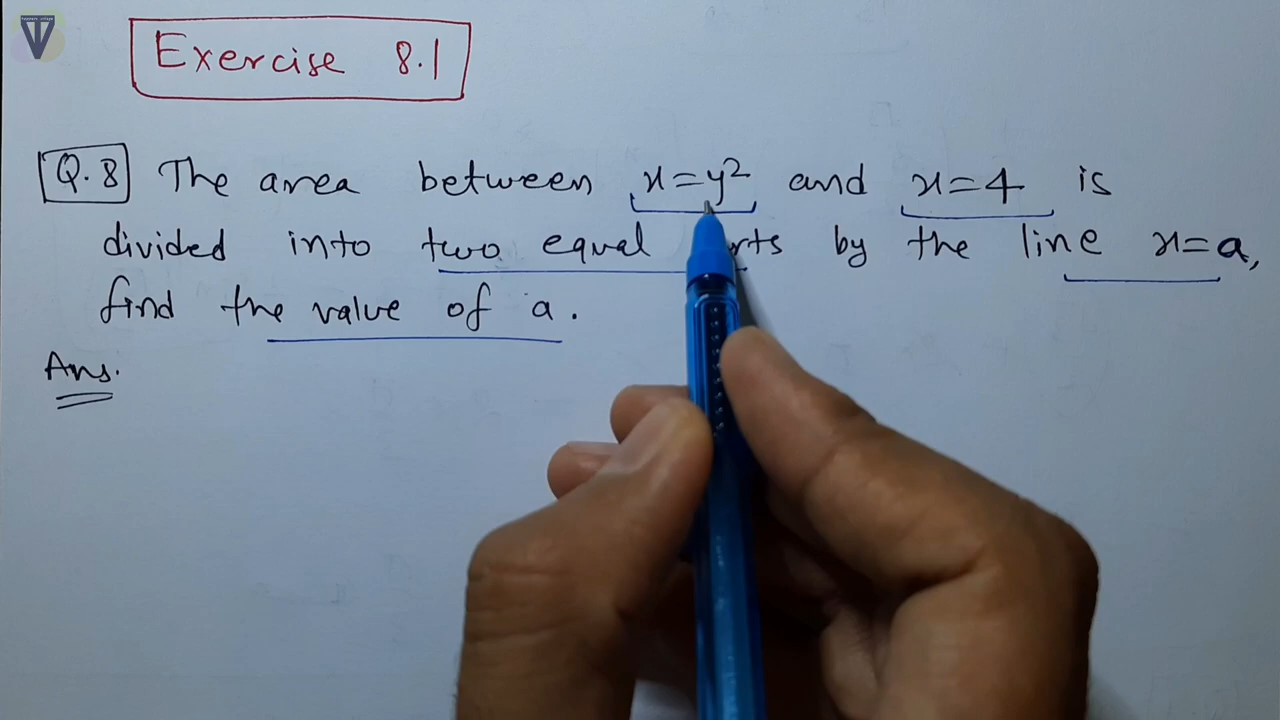 Exercise 8.1
Q.8 The area between x=y² and x=4 is
divided into two equal by the line x=a,
find the value of a.
Ans.